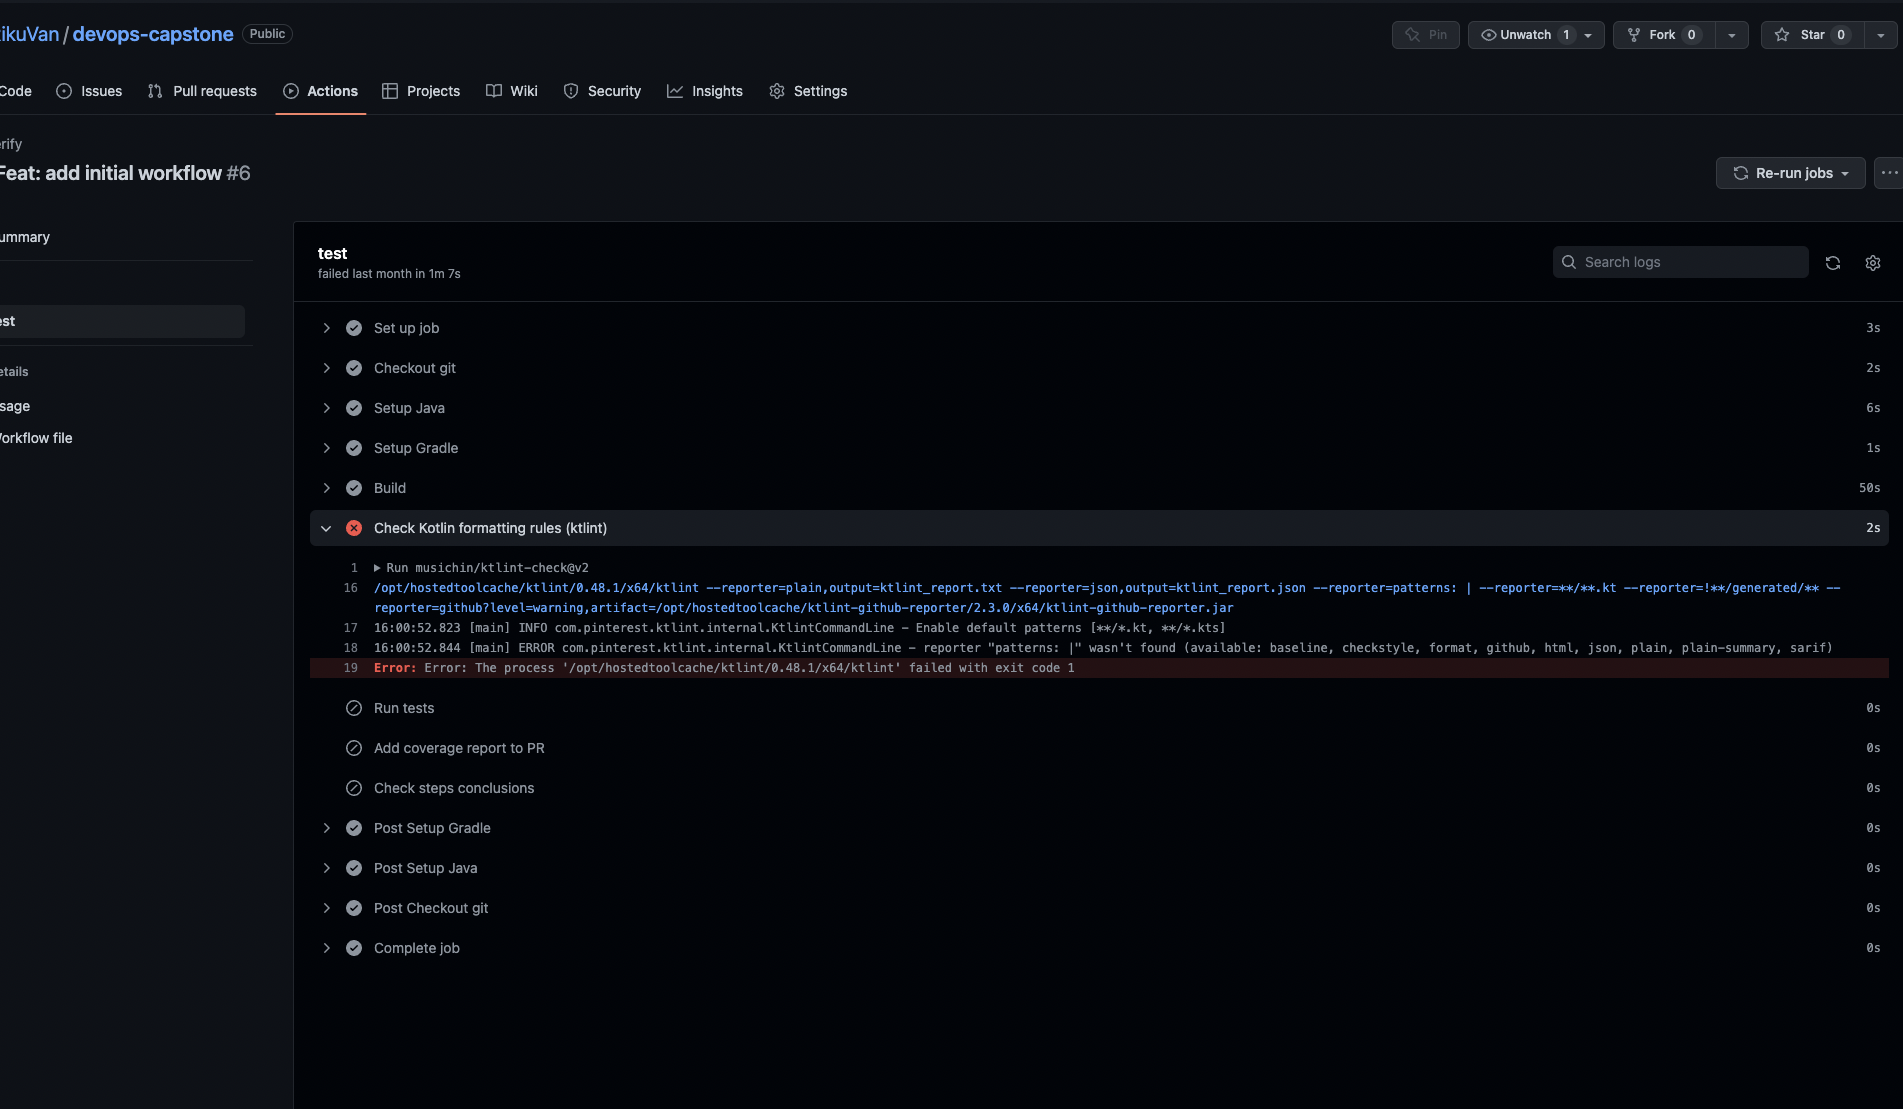 ikuVan / devops-capstone Public
Pin Unwatch 1 Fork 0 Star 0
Code Issues Pull requests Actions Projects Wiki Security Insights Settings
erify
Feat: add initial workflow #6
Re-run jobs
ummary
est
etails
sage
orkflow file
test
failed last month in 1m 7s
Search logs
Set up job 3s
Checkout git 2s
Setup Java 6s
Setup Gradle 1s
Build 50s
Check Kotlin formatting rules (ktlint) 2s
1 Run musichin/ktlint-check@v2
16 /opt/hostedtoolcache/ktlint/0.48.1/x64/ktlint --reporter=plain,output=ktlint_report.txt --reporter=json,output=ktlint_report.json --reporter=patterns: | --reporter=**/**.kt --reporter=!**/generated/** --
reporter=github?level=warning,artifact=/opt/hostedtoolcache/ktlint-github-reporter/2.3.0/x64/ktlint-github-reporter.jar
17 16:00:52.823 [main] INFO com.pinterest.ktlint.internal.KtlintCommandLine - Enable default patterns [**/*.kt, **/*.kts]
18 16:00:52.844 [main] ERROR com.pinterest.ktlint.internal.KtlintCommandLine - reporter "patterns: |" wasn't found (available: baseline, checkstyle, format, github, html, json, plain, plain-summary, sarif)
19 Error: Error: The process '/opt/hostedtoolcache/ktlint/0.48.1/x64/ktlint' failed with exit code 1
Run tests 0s
Add coverage report to PR 0s
Check steps conclusions 0s
Post Setup Gradle 0s
Post Setup Java 0s
Post Checkout git 0s
Complete job 0s